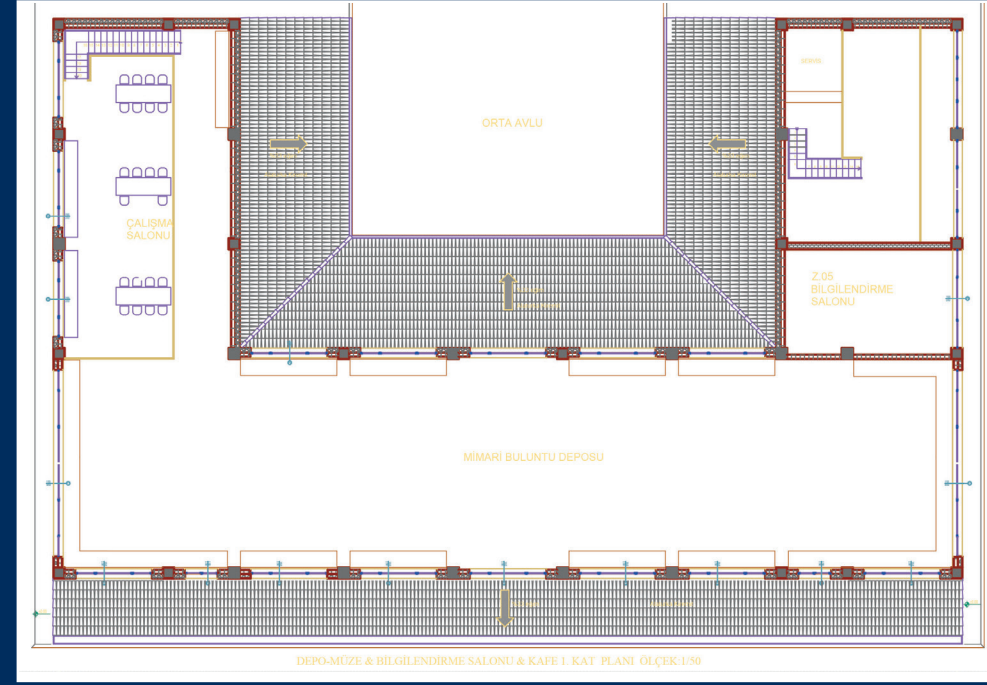 ORTA AVLU
ÇALIŞMA
SALONU
Z.05
BİLGİLENDİRME
SALONU
MİMARİ BULUNTU DEPOSU
DEPO-MÜZE & BİLGİLENDİRME SALONU & KAFE 1. KAT PLANI ÖLÇEK:1/50